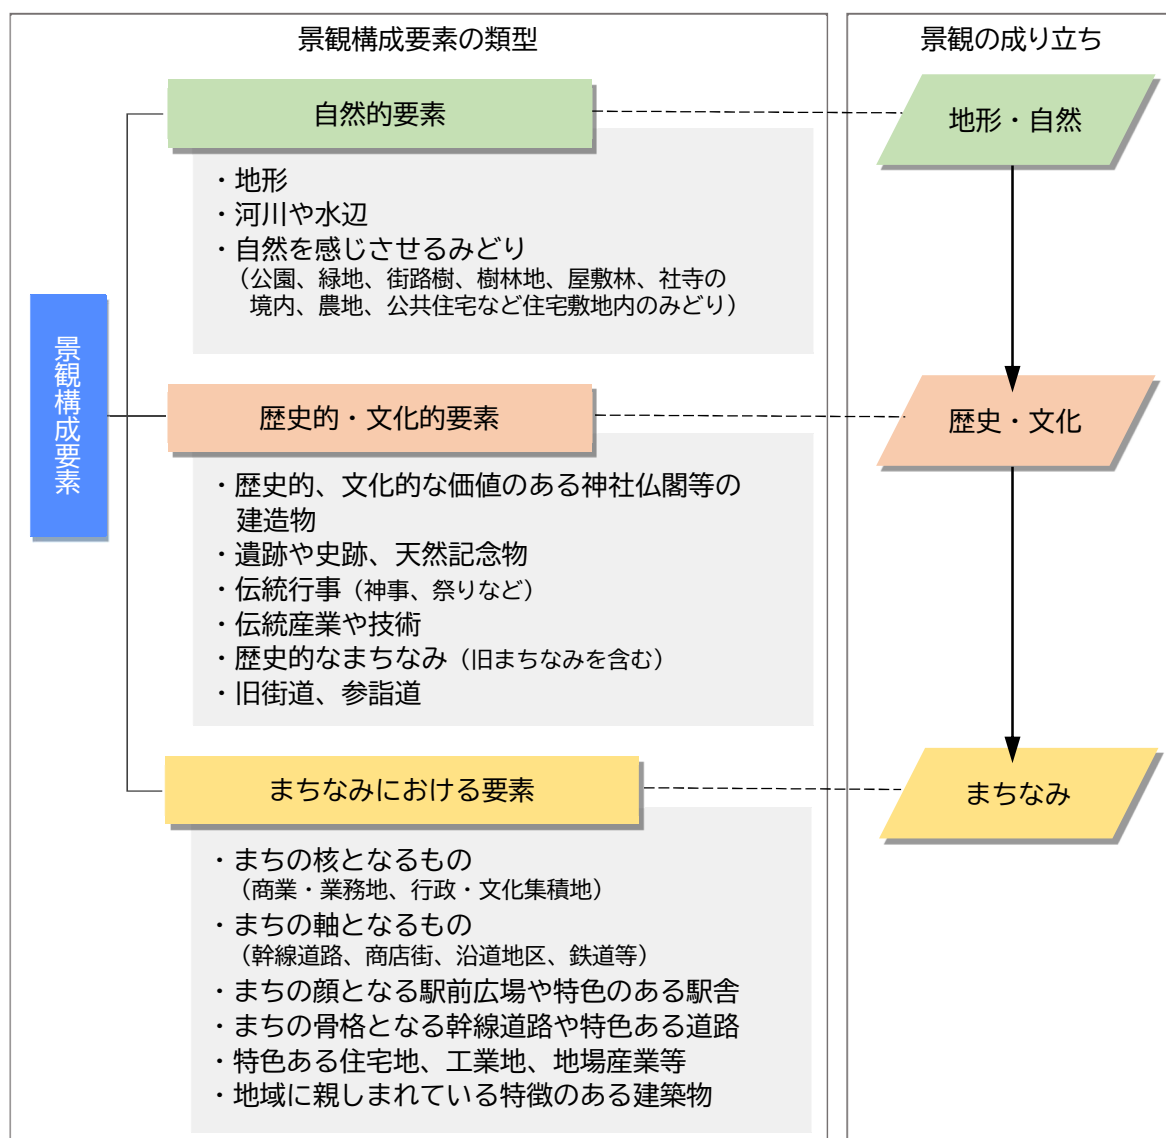 景観構成要素の類型
景観構成要素
自然的要素
・地形
・河川や水辺
・自然を感じさせるみどり
（公園、緑地、街路樹、樹林地、屋敷林、社寺の
境内、農地、公共住宅など住宅敷地内のみどり）
歴史的・文化的要素
・歴史的、文化的な価値のある神社仏閣等の
建造物
・遺跡や史跡、天然記念物
・伝統行事（神事、祭りなど）
・伝統産業や技術
・歴史的なまちなみ（旧まちなみを含む）
・旧街道、参詣道
まちなみにおける要素
・まちの核となるもの
（商業・業務地、行政・文化集積地）
・まちの軸となるもの
（幹線道路、商店街、沿道地区、鉄道等）
・まちの顔となる駅前広場や特色のある駅舎
・まちの骨格となる幹線道路や特色ある道路
・特色ある住宅地、工業地、地場産業等
・地域に親しまれている特徴のある建築物
景観の成り立ち
地形・自然
歴史・文化
まちなみ